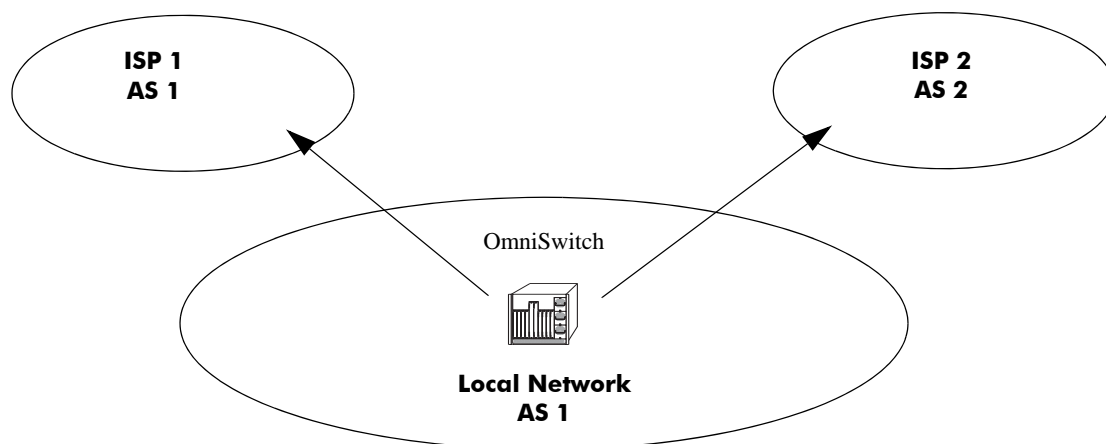 ISP 1
AS 1
ISP 2
AS 2
OmniSwitch
Local Network
AS 1